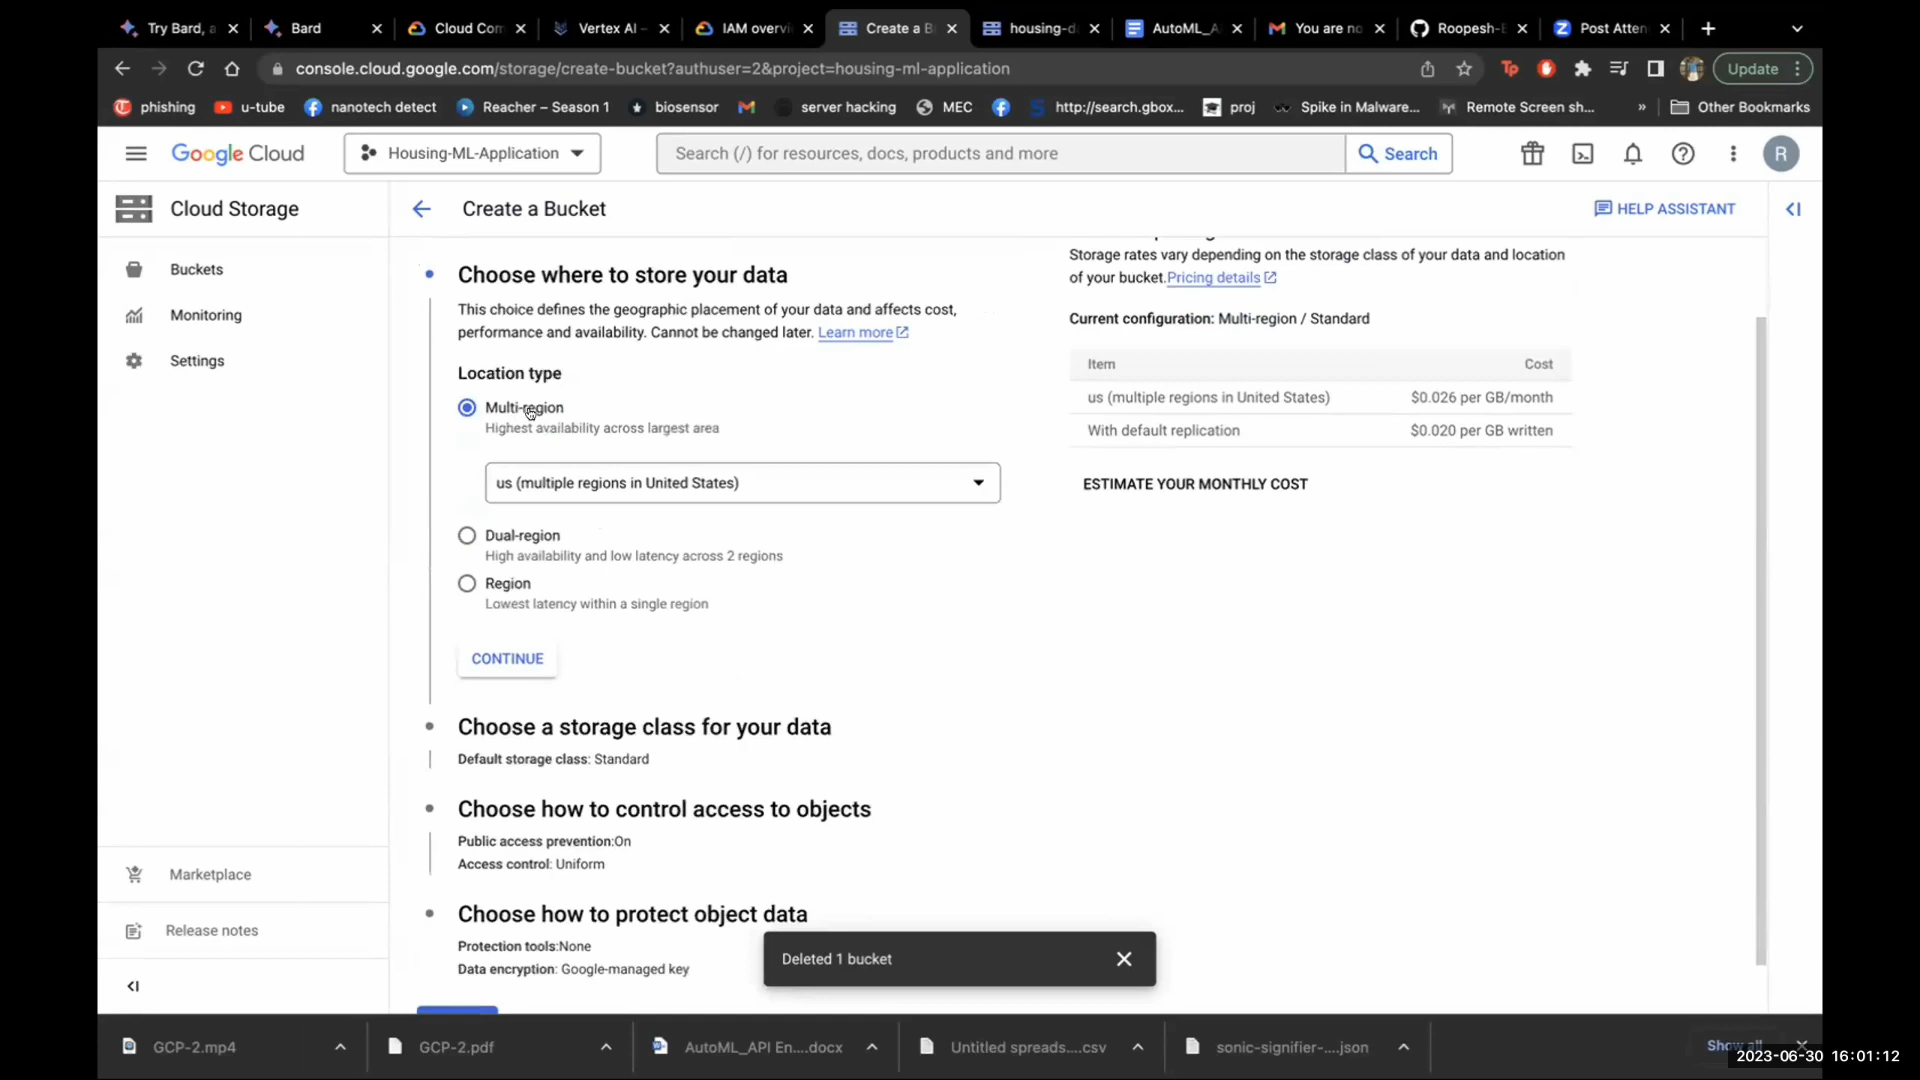 Try Bard, a
Bard
Cloud Com
Vertex AI –
IAM overvi
Create a B
housing-d
AutoML_A
You are no
Roopesh-
Post Atten
console.cloud.google.com/storage/create-bucket?authuser=2&project=housing-ml-application
Update
phishing
u-tube
nanotech detect
Reacher – Season 1
biosensor
server hacking
MEC
http://search.gbox...
proj
Spike in Malware...
Remote Screen sh...
»
Other Bookmarks
Google Cloud
Housing-ML-Application
Search (/) for resources, docs, products and more
Search
R
Cloud Storage
Create a Bucket
HELP ASSISTANT
Buckets
Monitoring
Settings
Marketplace
Release notes
Choose where to store your data
This choice defines the geographic placement of your data and affects cost,
performance and availability. Cannot be changed later. Learn more
Location type
Multi-region
Highest availability across largest area
us (multiple regions in United States)
Dual-region
High availability and low latency across 2 regions
Region
Lowest latency within a single region
CONTINUE
Choose a storage class for your data
Default storage class: Standard
Choose how to control access to objects
Public access prevention:On
Access control: Uniform
Choose how to protect object data
Protection tools:None
Data encryption: Google-managed key
Storage rates vary depending on the storage class of your data and location
of your bucket.Pricing details
Current configuration: Multi-region / Standard
Item Cost
us (multiple regions in United States) $0.026 per GB/month
With default replication $0.020 per GB written
ESTIMATE YOUR MONTHLY COST
Deleted 1 bucket
GCP-2.mp4
GCP-2.pdf
AutoML_API En....docx
Untitled spreads....csv
sonic-signifier-....json
Show all
2023-06-30 16:01:12